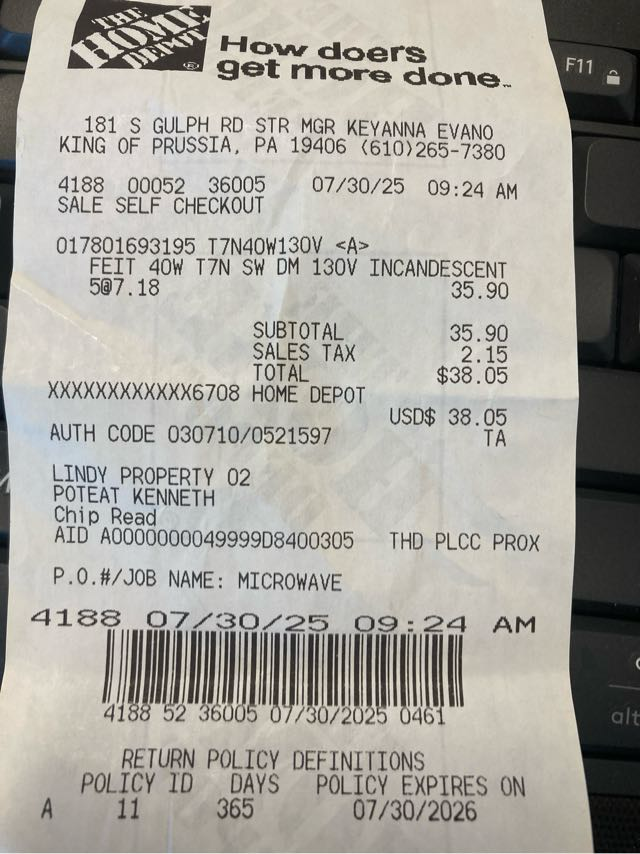 THE
HOME
DEPOT
®
How doers
get more done™
F11
181 S GULPH RD STR MGR KEYANNA EVANO
KING OF PRUSSIA, PA 19406 (610)265-7380
4188 00052 36005 07/30/25 09:24 AM
SALE SELF CHECKOUT
017801693195 T7N40W130V <A>
FEIT 40W T7N SW DM 130V INCANDESCENT
5@7.18 35.90
SUBTOTAL 35.90
SALES TAX 2.15
TOTAL $38.05
XXXXXXXXXXXX6708 HOME DEPOT
USD$ 38.05
AUTH CODE 030710/0521597 TA
LINDY PROPERTY 02
POTEAT KENNETH
Chip Read
AID A0000000049999D8400305 THD PLCC PROX
P.O.#/JOB NAME: MICROWAVE
4188 07/30/25 09:24 AM
4188 52 36005 07/30/2025 0461
alt
RETURN POLICY DEFINITIONS
POLICY ID DAYS POLICY EXPIRES ON
A 11 365 07/30/2026